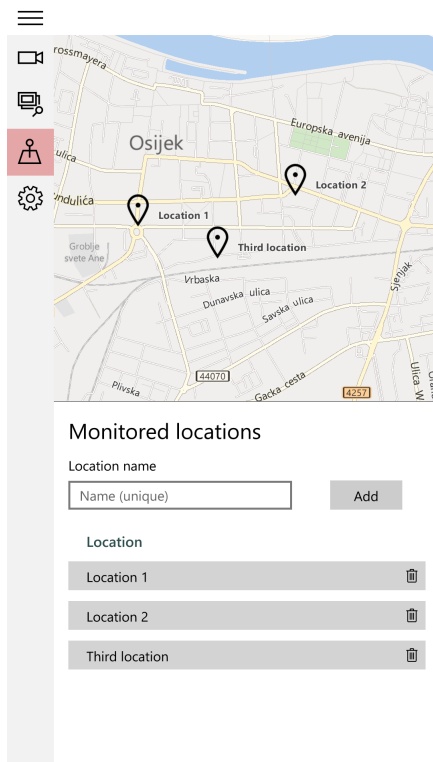 rossmayera
Europska avenija
Osijek
ulica
Location 2
undulića
Location 1
Third location
Groblje
svete Ane
Vrbaska
Sjenjak
Dunavska ulica
Savska ulica
44070
Plivska
Gacka cesta
4257
Ulica W
Monitored locations
Location name
Name (unique)
Add
Location
Location 1
Location 2
Third location